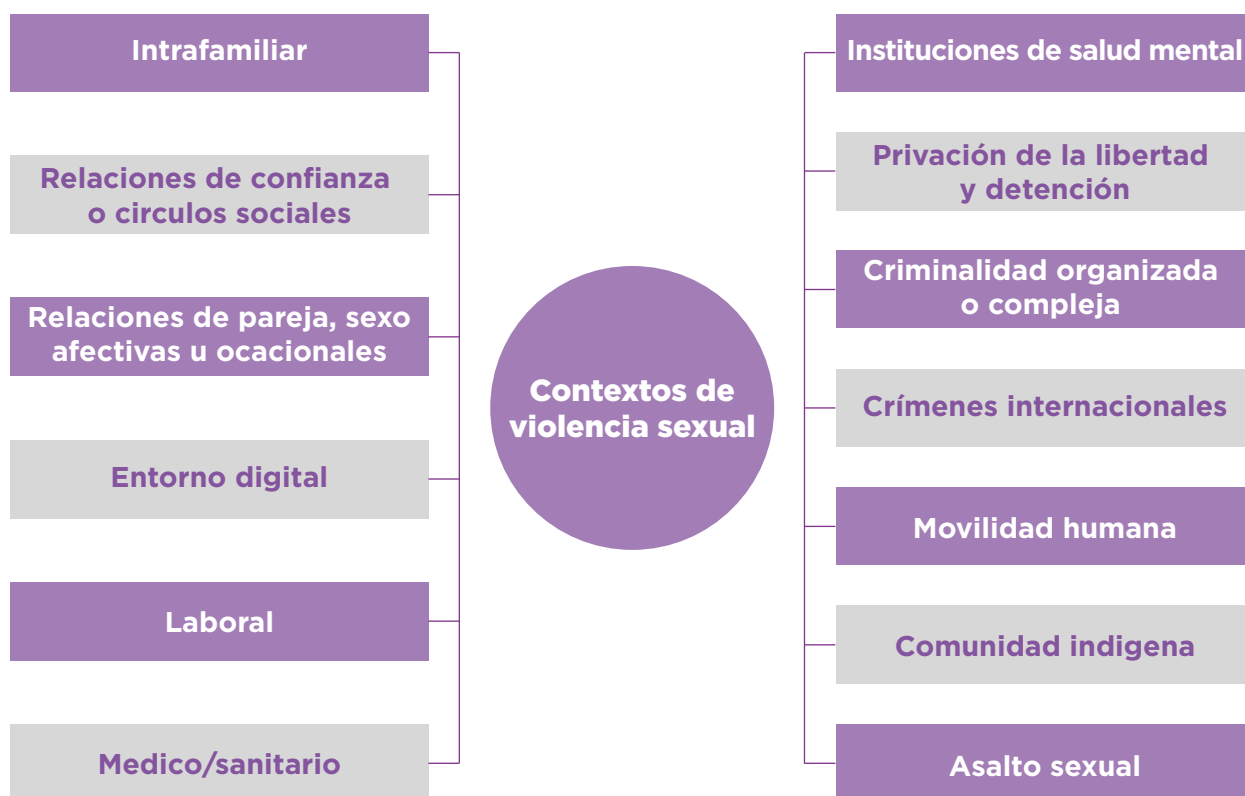 Intrafamiliar
Relaciones de confianza
o circulos sociales
Relaciones de pareja, sexo
afectivas u ocacionales
Entorno digital
Laboral
Medico/sanitario
Contextos de
violencia sexual
Instituciones de salud mental
Privación de la libertad
y detención
Criminalidad organizada
o compleja
Crímenes internacionales
Movilidad humana
Comunidad indigena
Asalto sexual